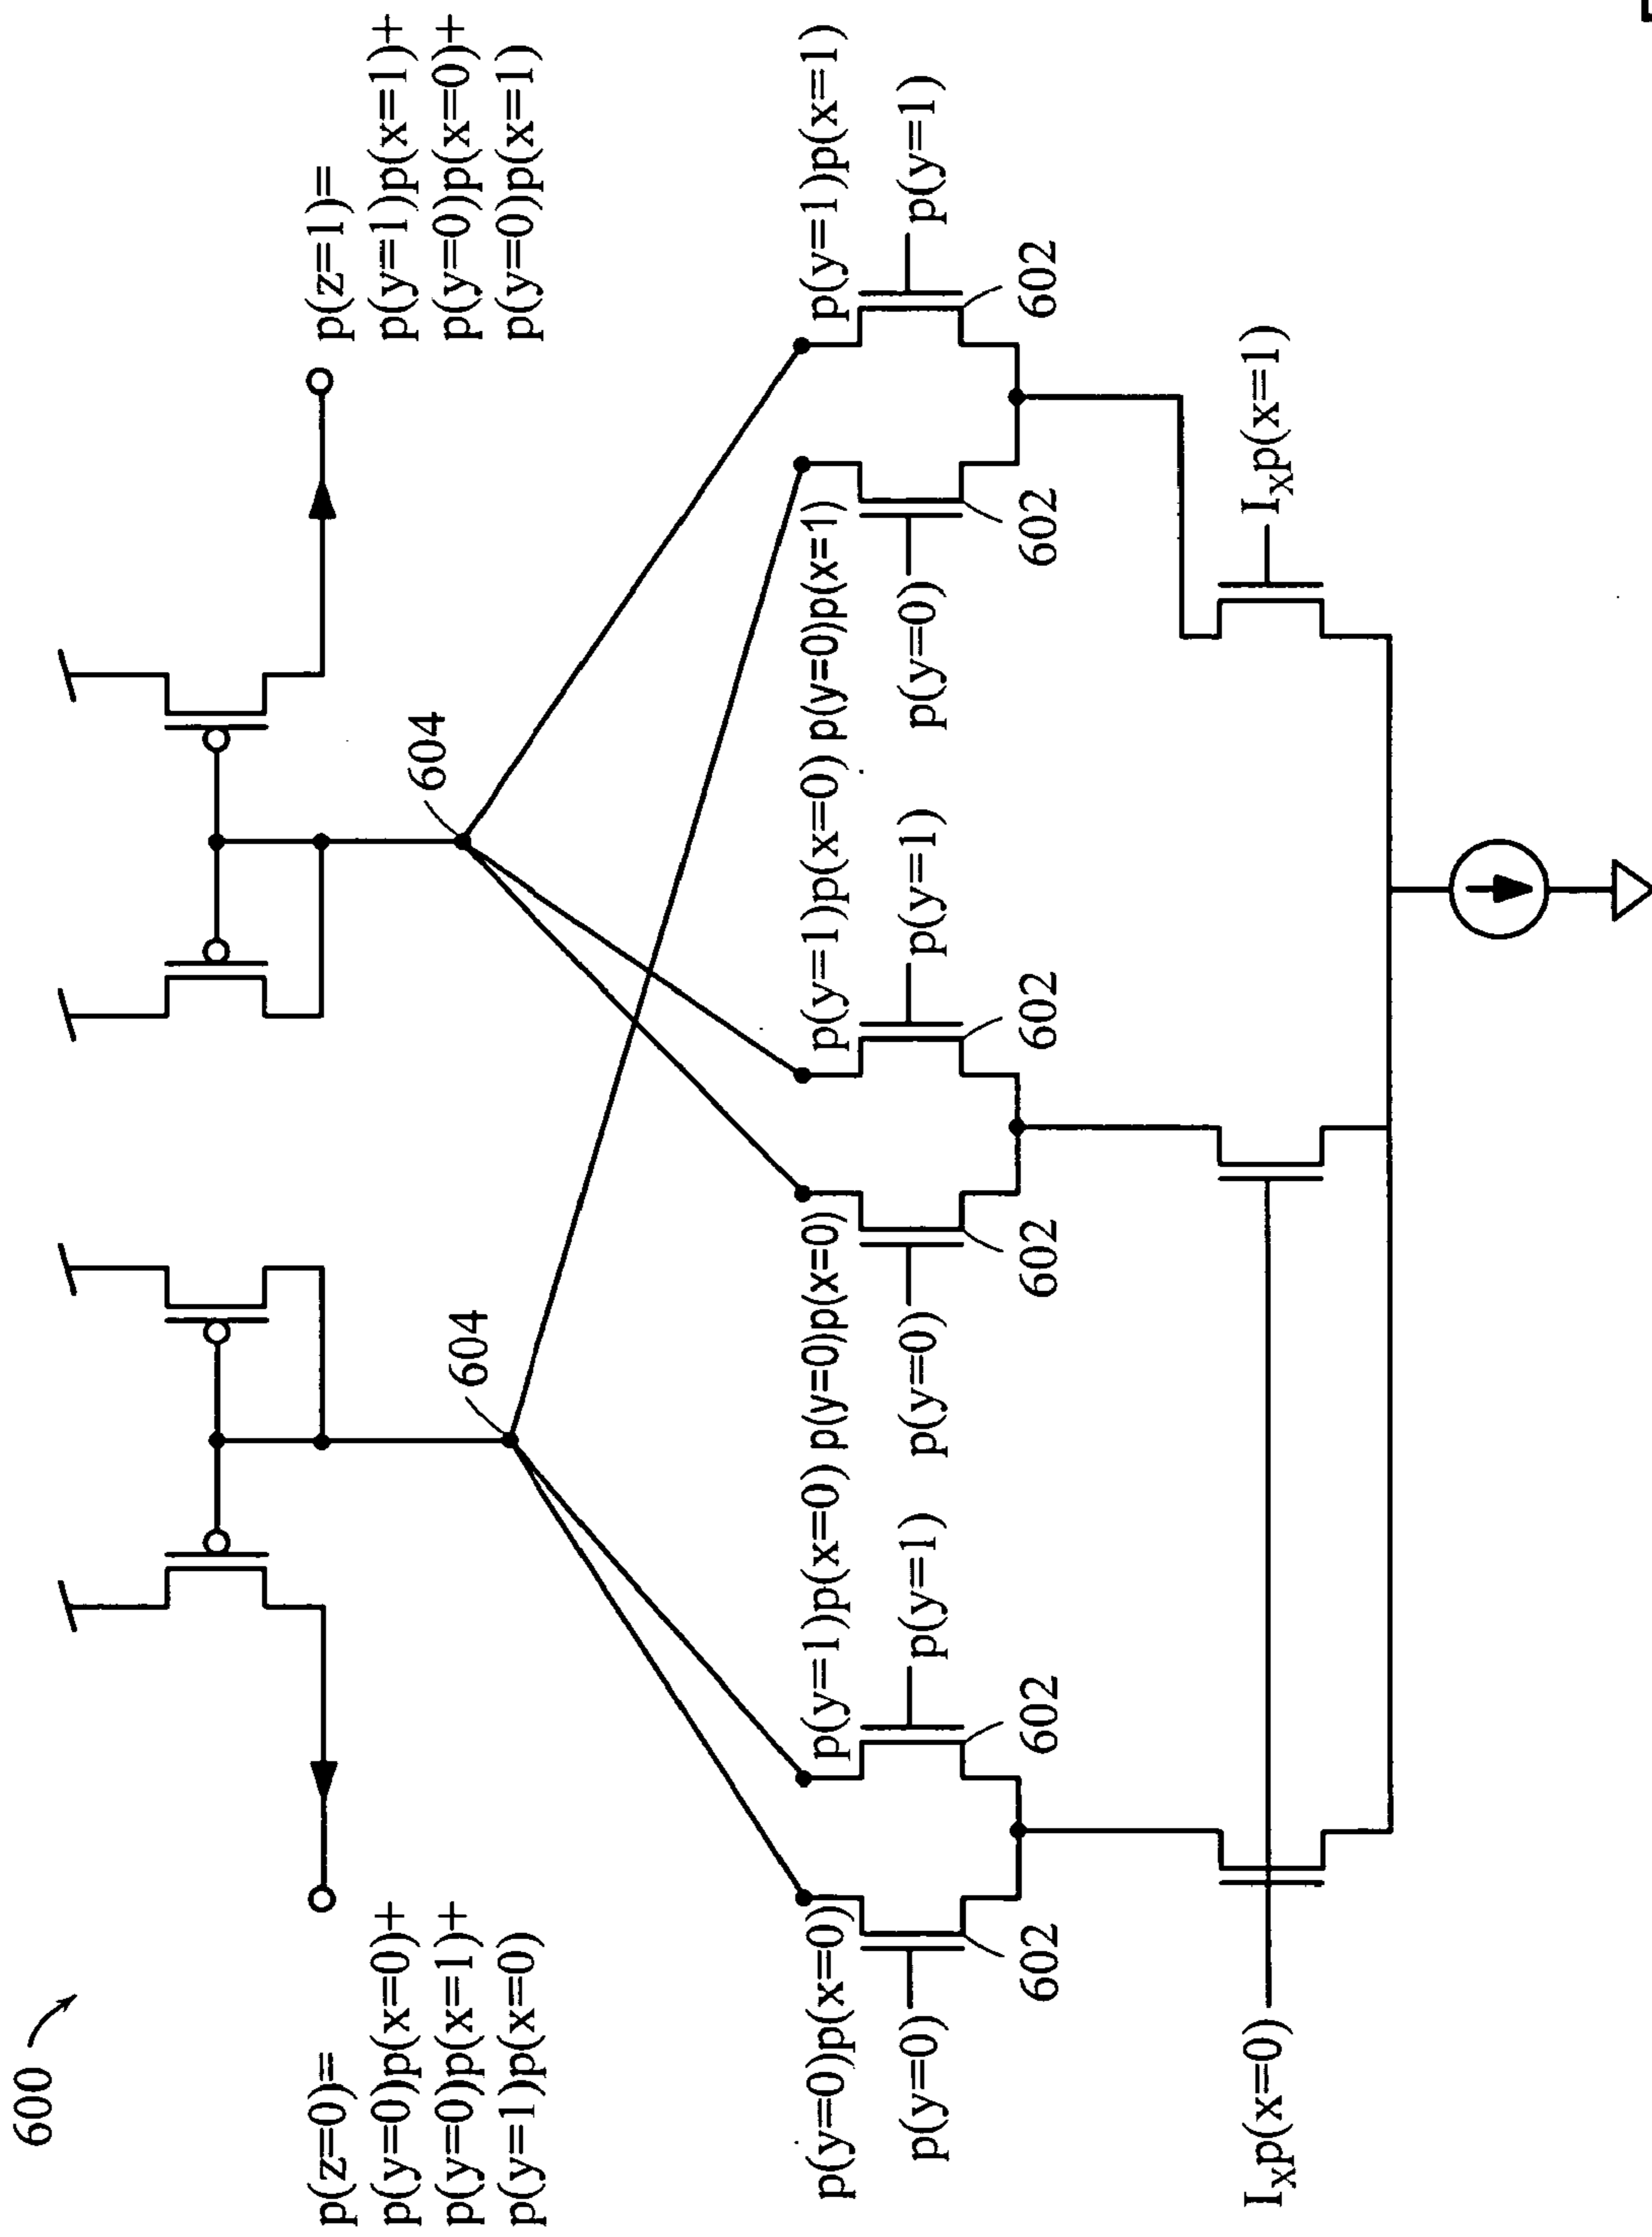 600
p(z=0)=
p(y=0)p(x=0)+
p(y=0)p(x=1)+
p(y=1)p(x=0)
p(z=1)=
p(y=1)p(x=1)+
p(y=0)p(x=0)+
p(y=0)p(x=1)
604
604
p(y=0)p(x=0)
p(y=1)p(x=0)
p(y=0)p(x=0)
p(y=1)p(x=0)
p(y=0)p(x=1)
p(y=1)p(x=1)
p(y=0)
p(y=1)
p(y=0)
p(y=1)
p(y=0)
p(y=1)
602
602
602
602
602
602
Ixp(x=0)
Ixp(x=1)